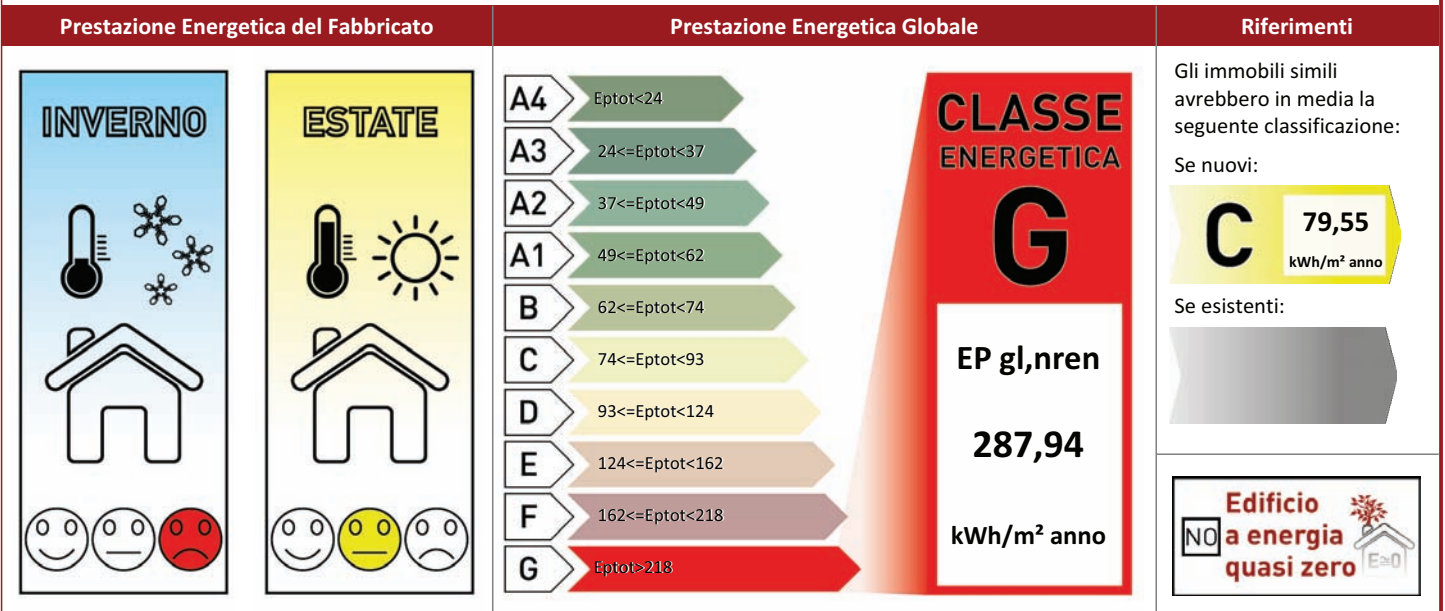 Prestazione Energetica del Fabbricato
Prestazione Energetica Globale
Riferimenti
INVERNO
ESTATE
A4 Eptot<24
A3 24<=Eptot<37
A2 37<=Eptot<49
A1 49<=Eptot<62
B 62<=Eptot<74
C 74<=Eptot<93
D 93<=Eptot<124
E 124<=Eptot<162
F 162<=Eptot<218
G Eptot>218
CLASSE
ENERGETICA
G
EP gl,nren
287,94
kWh/m² anno
Gli immobili simili
avrebbero in media la
seguente classificazione:
Se nuovi:
C
79,55
kWh/m² anno
Se esistenti:
Edificio
NO a energia
quasi zero
E≃0